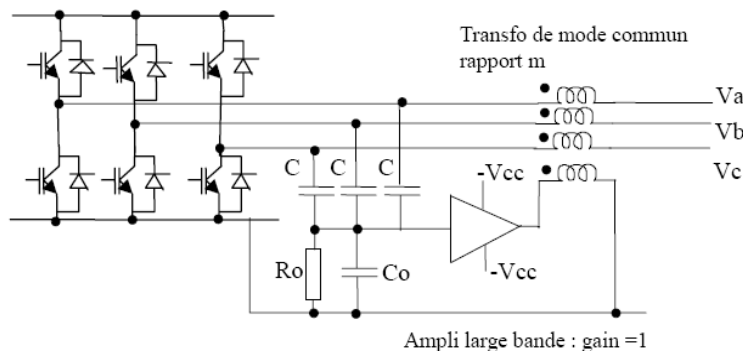 Transfo de mode commun
rapport m
Va
Vb
Vc
C C C
-Vcc
-Vcc
Ro
Co
Ampli large bande : gain =1